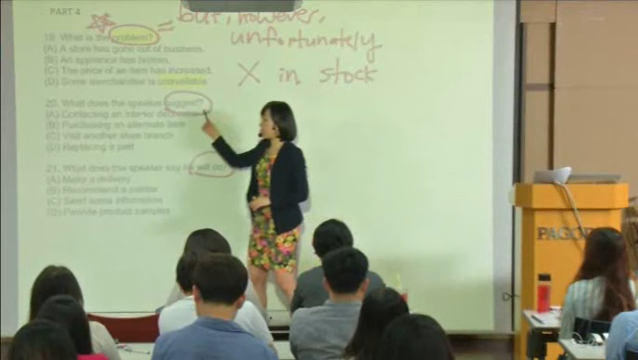 PART 4
but, however,
unfortunately
X in stock
19. What is the problem?
(A) A store has gone out of business.
(B) An appliance has broken.
(C) The price of an item has increased.
(D) Some merchandise is unavailable.
20. What does the speaker suggest?
(A) Contacting an interior decorator
(B) Purchasing an alternate item
(C) Visit another store branch
(D) Replacing a part
21. What does the speaker say he will do?
(A) Make a delivery
(B) Recommend a painter
(C) Send some information
(D) Provide product samples
PAGODA